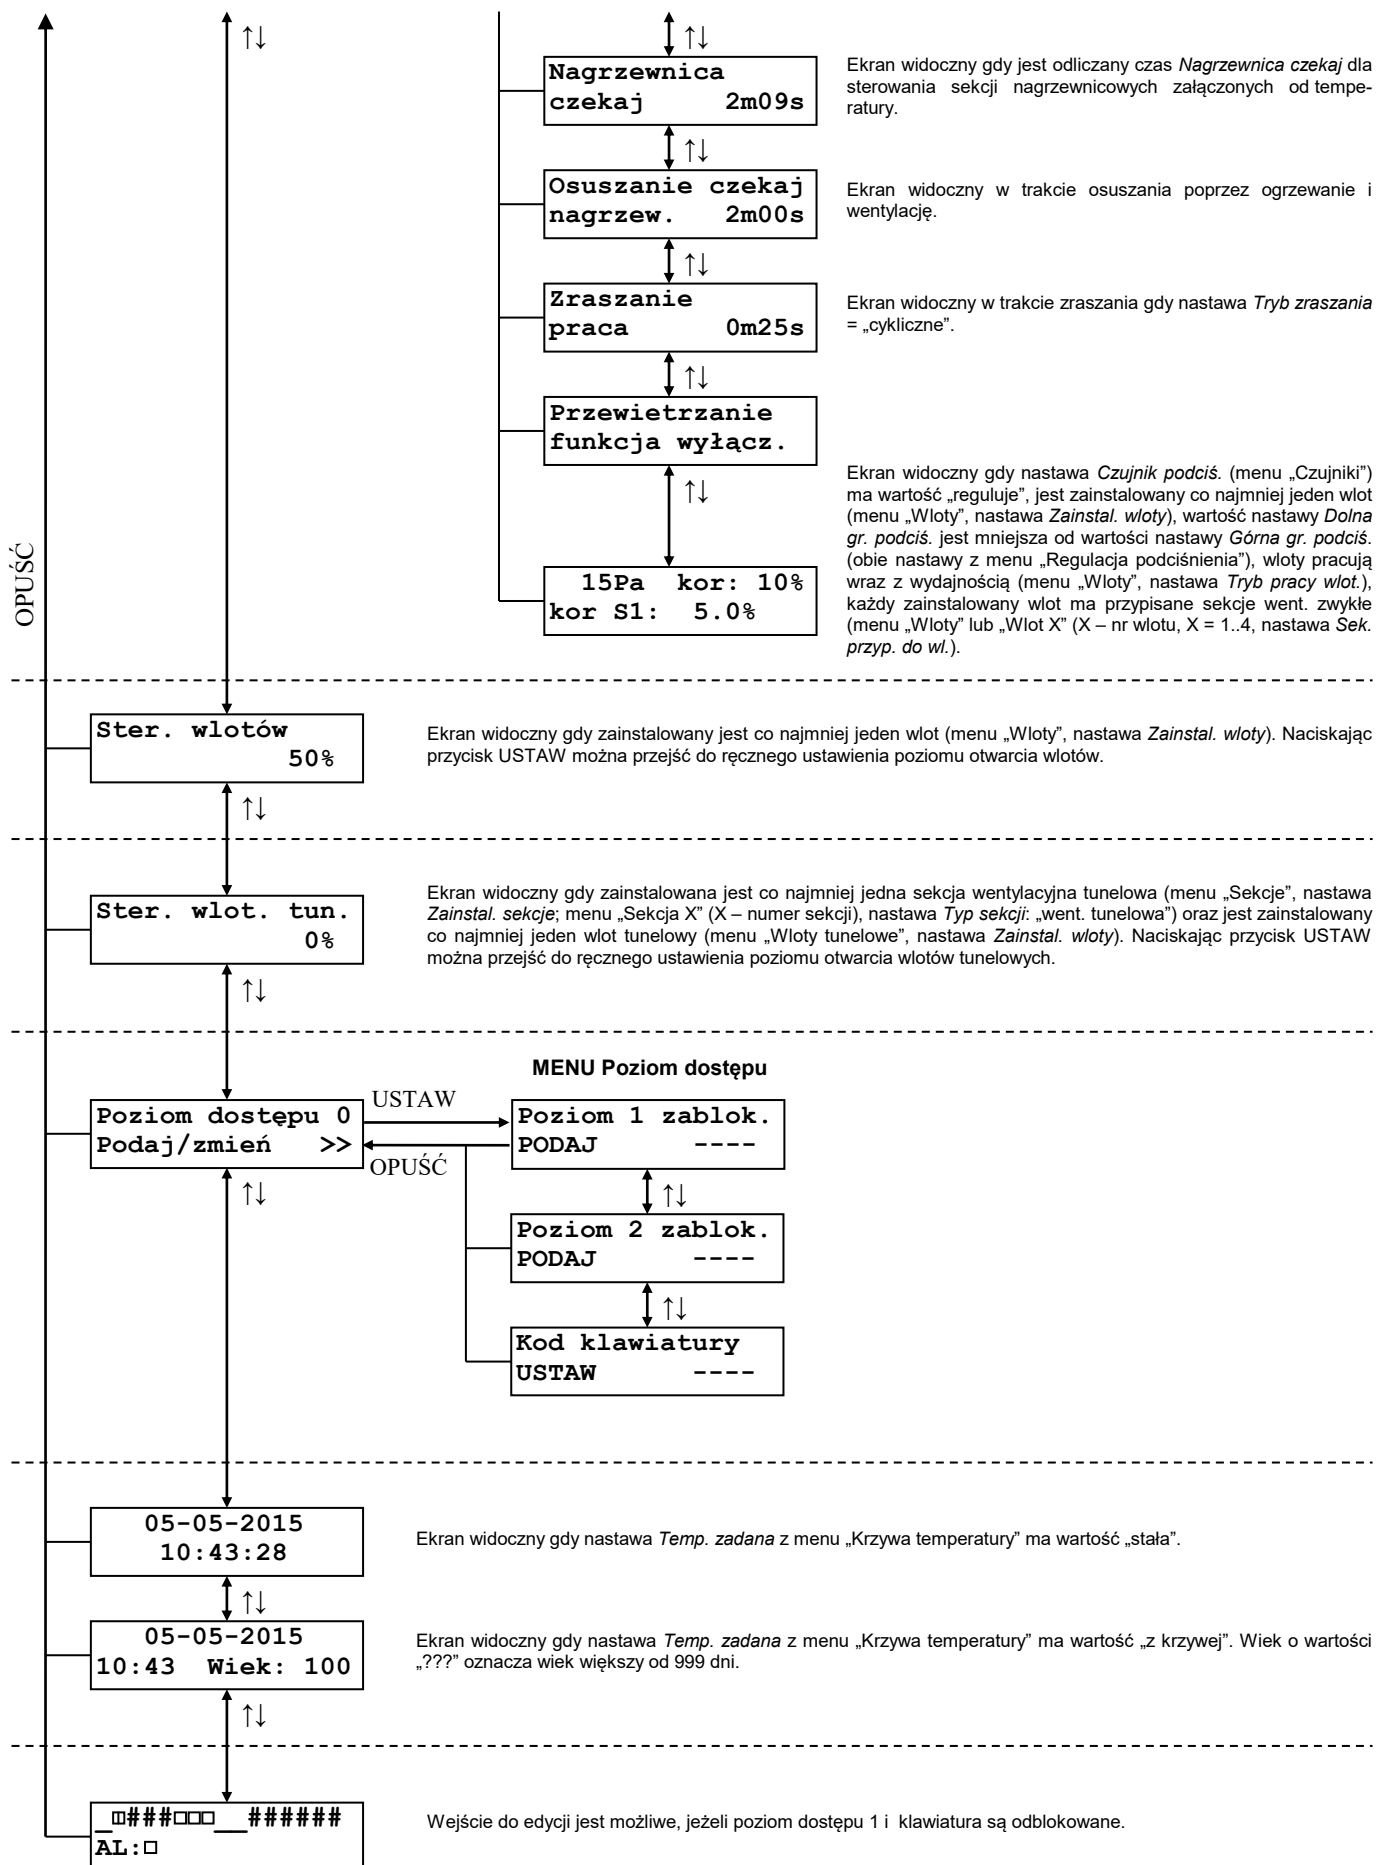 ↑↓
↑↓
Nagrzewnica
czekaj 2m09s
Ekran widoczny gdy jest odliczany czas Nagrzewnica czekaj dla
sterowania sekcji nagrzewnicowych załączonych od tempe-
ratury.
↑↓
Osuszanie czekaj
nagrzew. 2m00s
Ekran widoczny w trakcie osuszania poprzez ogrzewanie i
wentylację.
↑↓
Zraszanie
praca 0m25s
Ekran widoczny w trakcie zraszania gdy nastawa Tryb zraszania
= „cykliczne”.
↑↓
Przewietrzanie
funkcja wyłącz.
↑↓
Ekran widoczny gdy nastawa Czujnik podciś. (menu „Czujniki”)
ma wartość „reguluje”, jest zainstalowany co najmniej jeden wlot
(menu „Wloty”, nastawa Zainstal. wloty), wartość nastawy Dolna
gr. podciś. jest mniejsza od wartości nastawy Górna gr. podciś.
(obie nastawy z menu „Regulacja podciśnienia”), wloty pracują
wraz z wydajnością (menu „Wloty”, nastawa Tryb pracy wlot.),
każdy zainstalowany wlot ma przypisane sekcje went. zwykłe
(menu „Wloty” lub „Wlot X” (X – nr wlotu, X = 1..4, nastawa Sek.
przyp. do wl.).
15Pa kor: 10%
kor S1: 5.0%
OPUŚĆ
Ster. wlotów
50%
Ekran widoczny gdy zainstalowany jest co najmniej jeden wlot (menu „Wloty”, nastawa Zainstal. wloty). Naciskając
przycisk USTAW można przejść do ręcznego ustawienia poziomu otwarcia wlotów.
↑↓
Ster. wlot. tun.
0%
Ekran widoczny gdy zainstalowana jest co najmniej jedna sekcja wentylacyjna tunelowa (menu „Sekcje”, nastawa
Zainstal. sekcje; menu „Sekcja X” (X – numer sekcji), nastawa Typ sekcji: „went. tunelowa”) oraz jest zainstalowany
co najmniej jeden wlot tunelowy (menu „Wloty tunelowe”, nastawa Zainstal. wloty). Naciskając przycisk USTAW
można przejść do ręcznego ustawienia poziomu otwarcia wlotów tunelowych.
↑↓
MENU Poziom dostępu
Poziom dostępu 0
Podaj/zmień >>
USTAW
OPUŚĆ
Poziom 1 zablok.
PODAJ ----
↑↓
↑↓
Poziom 2 zablok.
PODAJ ----
↑↓
Kod klawiatury
USTAW ----
05-05-2015
10:43:28
Ekran widoczny gdy nastawa Temp. zadana z menu „Krzywa temperatury” ma wartość „stała”.
↑↓
05-05-2015
10:43 Wiek: 100
Ekran widoczny gdy nastawa Temp. zadana z menu „Krzywa temperatury” ma wartość „z krzywej”. Wiek o wartości
„???” oznacza wiek większy od 999 dni.
↑↓
_◫###□□□__######
AL:□
Wejście do edycji jest możliwe, jeżeli poziom dostępu 1 i klawiatura są odblokowane.